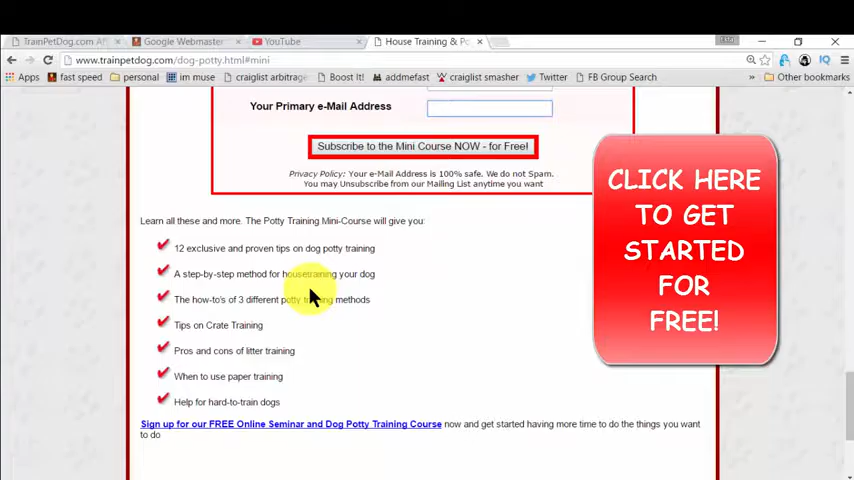 TrainPetDog.com Aff
Google Webmaster
YouTube
House Training & Po
www.trainpetdog.com/dog-potty.html#mini
Apps
fast speed
personal
im muse
craiglist arbitrage
Boost It!
addmefast
craiglist smasher
Twitter
FB Group Search
» Other bookmarks
Your Primary e-Mail Address
Subscribe to the Mini Course NOW - for Free!
Privacy Policy: Your e-Mail Address is 100% safe. We do not Spam.
You may Unsubscribe from our Mailing List anytime you want
CLICK HERE
TO GET
STARTED
FOR
FREE!
Learn all these and more. The Potty Training Mini-Course will give you:
12 exclusive and proven tips on dog potty training
A step-by-step method for housetraining your dog
The how-to's of 3 different potty training methods
Tips on Crate Training
Pros and cons of litter training
When to use paper training
Help for hard-to-train dogs
Sign up for our FREE Online Seminar and Dog Potty Training Course now and get started having more time to do the things you want
to do